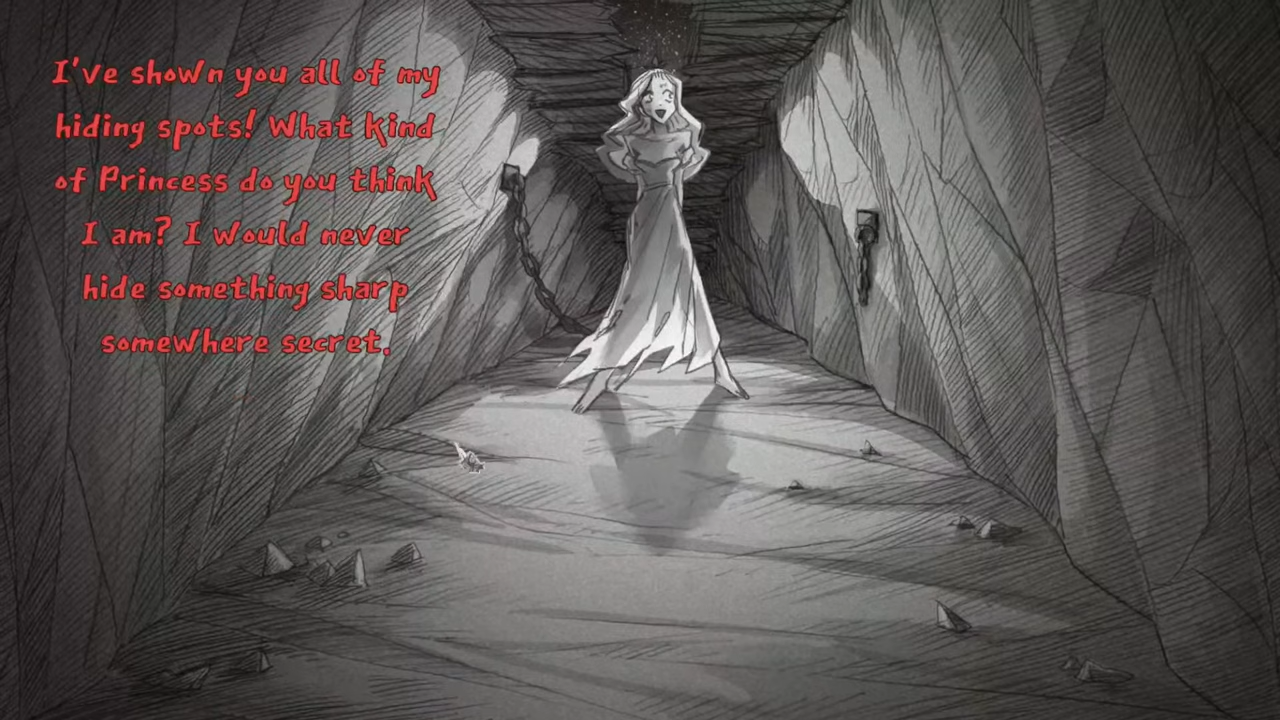 I've shown you all of my
hiding spots! What kind
of Princess do you think
I am? I would never
hide something sharp
somewhere secret.